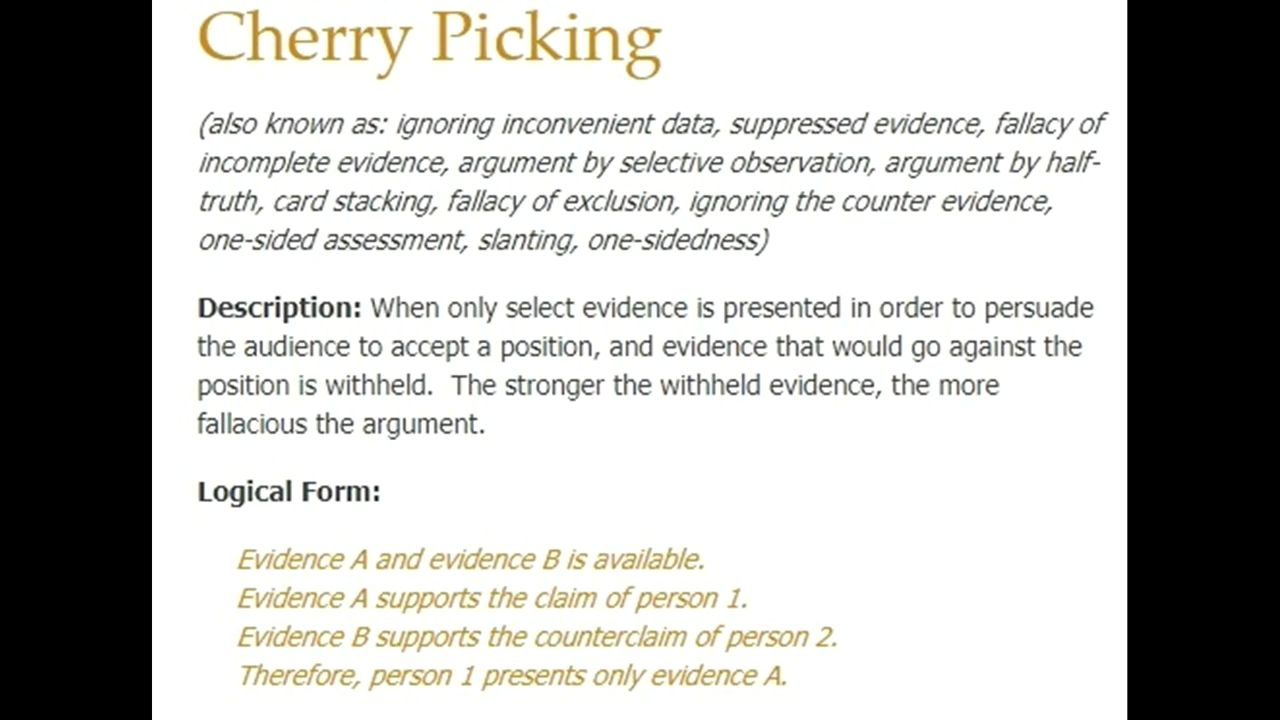 Cherry Picking
(also known as: ignoring inconvenient data, suppressed evidence, fallacy of
incomplete evidence, argument by selective observation, argument by half-
truth, card stacking, fallacy of exclusion, ignoring the counter evidence,
one-sided assessment, slanting, one-sidedness)
Description: When only select evidence is presented in order to persuade
the audience to accept a position, and evidence that would go against the
position is withheld.  The stronger the withheld evidence, the more
fallacious the argument.
Logical Form:
Evidence A and evidence B is available.
Evidence A supports the claim of person 1.
Evidence B supports the counterclaim of person 2.
Therefore, person 1 presents only evidence A.